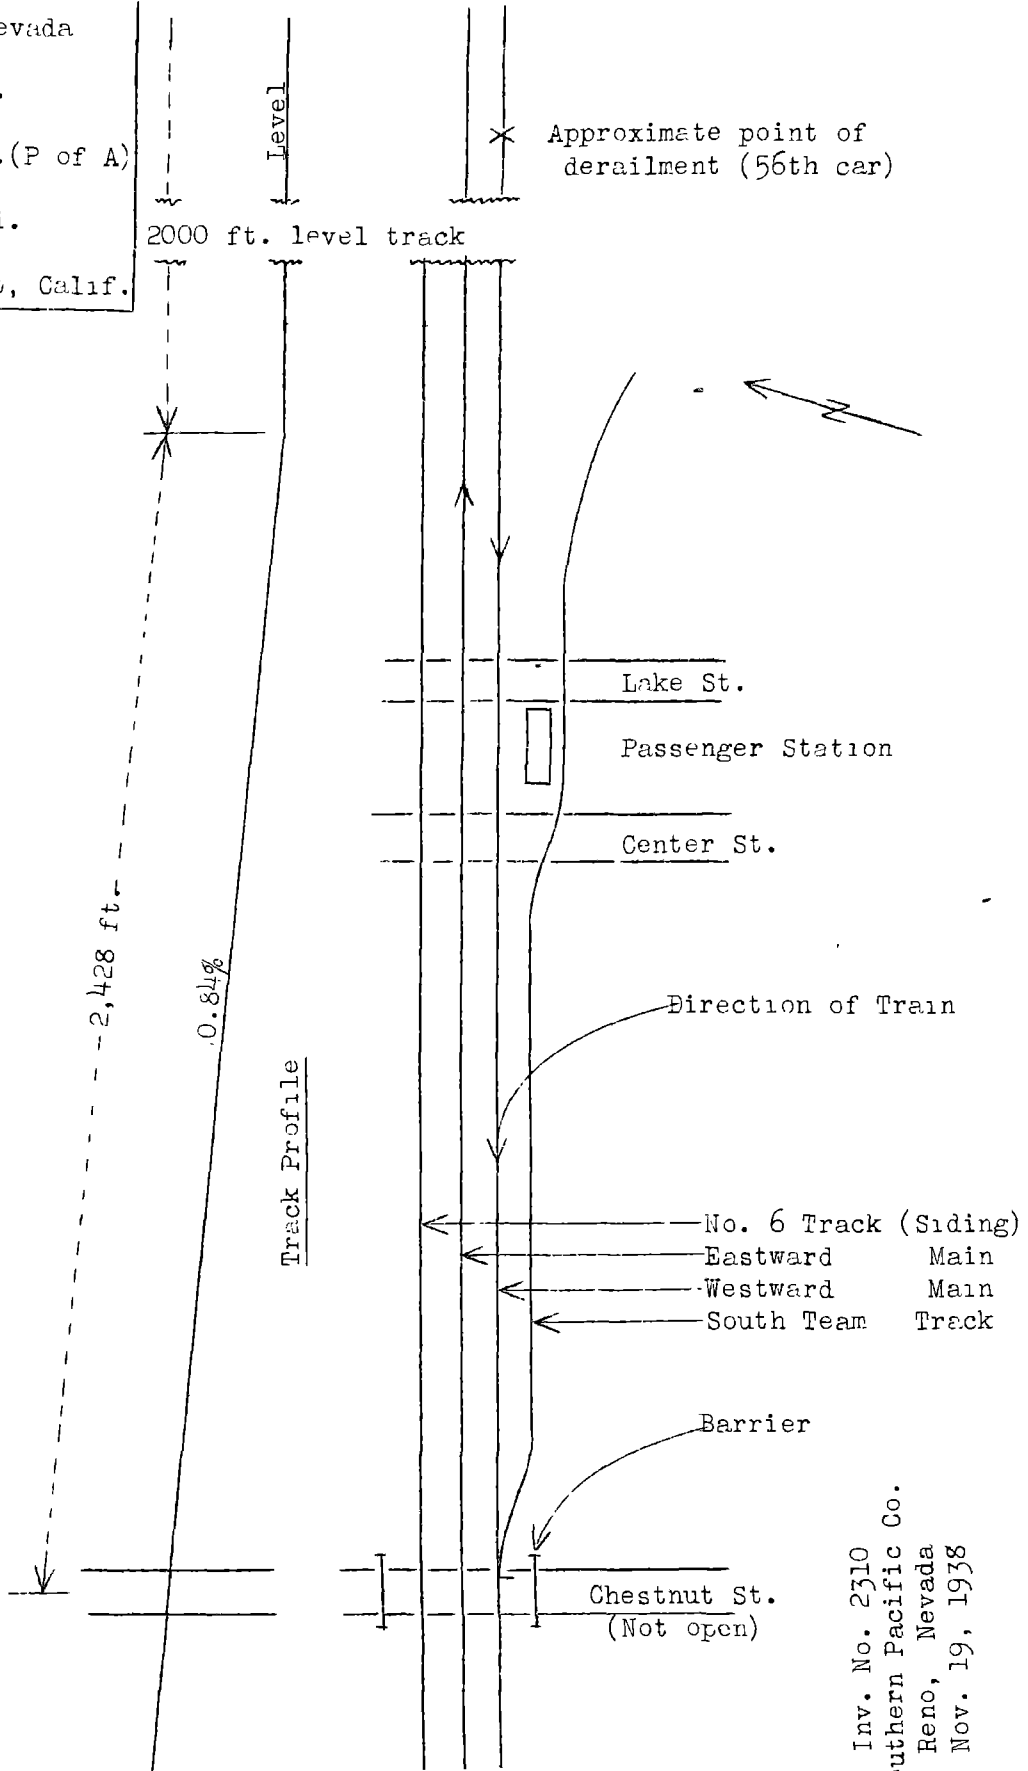 evada
.
.(P of A)
.
, Calif.
Level
Approximate point of
derailment (56th car)
2000 ft. level track
Z
Lake St.
Passenger Station
Center St.
2,428 ft.
0.84%
Direction of Train
Track Profile
No. 6 Track (Siding)
Eastward Main
Westward Main
South Team Track
Barrier
Chestnut St.
(Not open)
Inv. No. 2310
uthern Pacific Co.
Reno, Nevada
Nov. 19, 1938